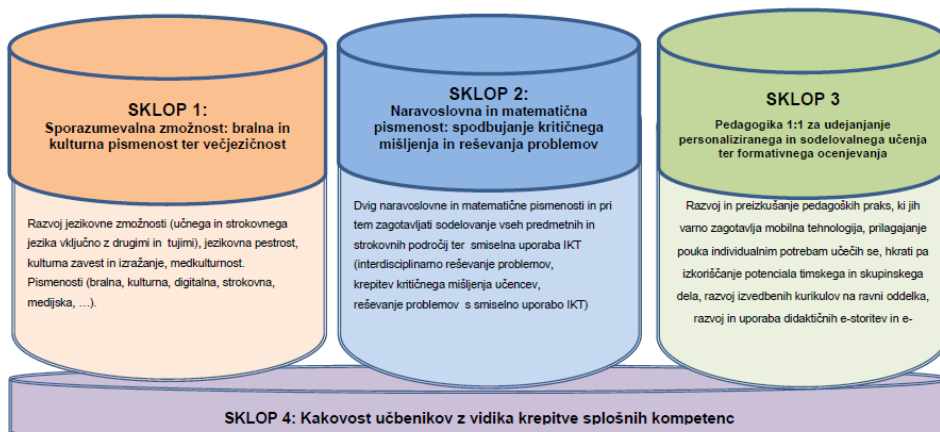 SKLOP 1:
Sporazumevalna zmožnost: bralna in
kulturna pismenost ter večjezičnost
Razvoj jezikovne zmožnosti (učnega in strokovnega
jezika vključno z drugimi in tujimi), jezikovna pestrost,
kulturna zavest in izražanje, medkulturnost.
Pismenosti (bralna, kulturna, digitalna, strokovna,
medijska, ...).
SKLOP 2:
Naravoslovna in matematična
pismenost: spodbujanje kritičnega
mišljenja in reševanja problemov
Dvig naravoslovne in matematične pismenosti in pri
tem zagotavljati sodelovanje vseh predmetnih in
strokovnih področij ter smiselna uporaba IKT
(interdisciplinarno reševanje problemov,
krepitev kritičnega mišljenja učencev,
reševanje problemov s smiselno uporabo IKT)
SKLOP 3
Pedagogika 1:1 za udejanjanje
personaliziranega in sodelovalnega učenja
ter formativnega ocenjevanja
Razvoj in preizkušanje pedagoških praks, ki jih
varno zagotavlja mobilna tehnologija, prilagajanje
pouka individualnim potrebam učečih se, hkrati pa
izkoriščanje potenciala timskega in skupinskega
dela, razvoj izvedbenih kurikulov na ravni oddelka,
razvoj in uporaba didaktičnih e-storitev in e-
SKLOP 4: Kakovost učbenikov z vidika krepitve splošnih kompetenc